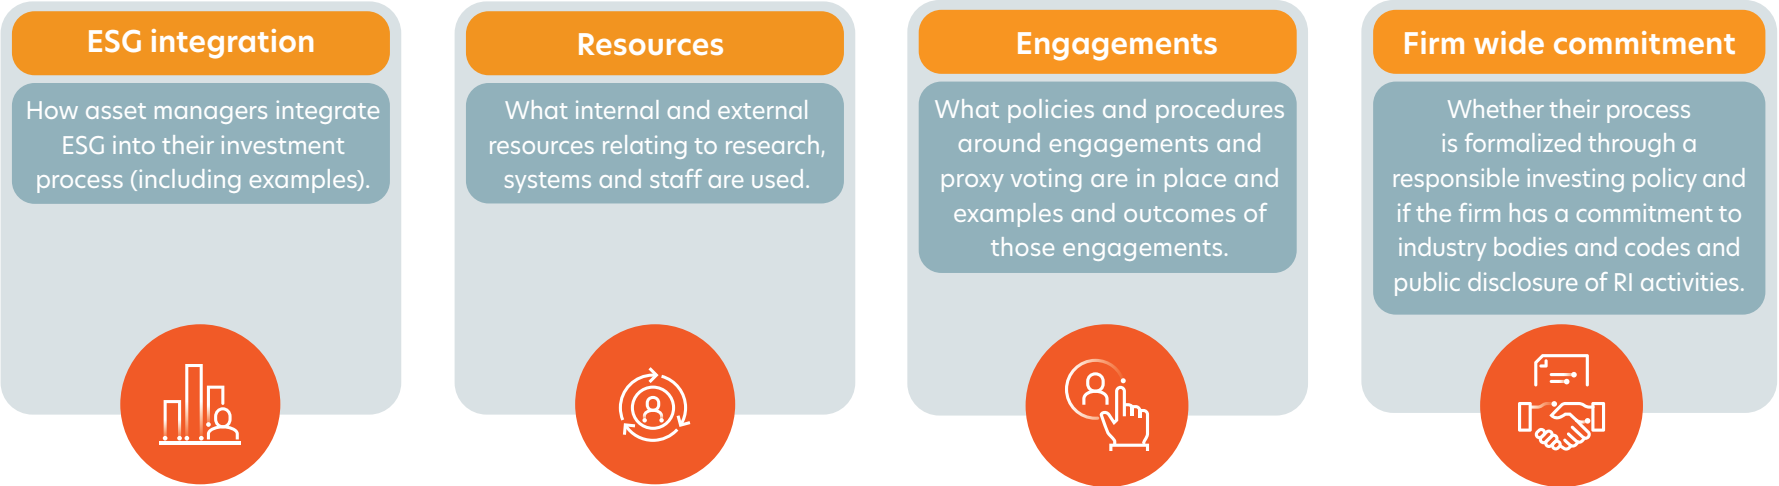 ESG integration
How asset managers integrate
ESG into their investment
process (including examples).
Resources
What internal and external
resources relating to research,
systems and staff are used.
Engagements
What policies and procedures
around engagements and
proxy voting are in place and
examples and outcomes of
those engagements.
Firm wide commitment
Whether their process
is formalized through a
responsible investing policy and
if the firm has a commitment to
industry bodies and codes and
public disclosure of RI activities.